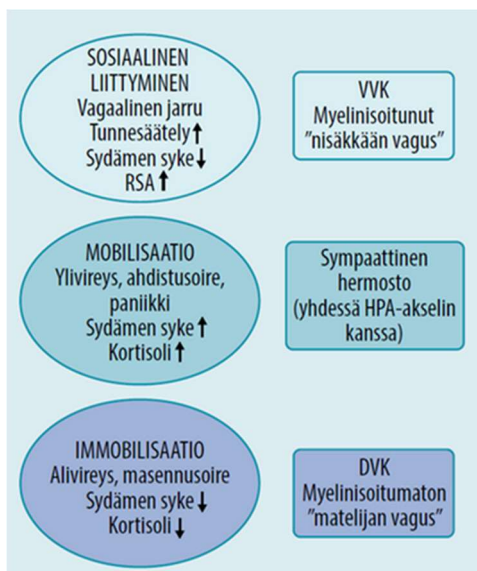 SOSIAALINEN
LIITTYMINEN
Vagaalinen jarru
Tunnesäätely ↑
Sydämen syke ↓
RSA ↑
VVK
Myelinisoitunut
”nisäkkään vagus”
MOBILISAATIO
Ylivireys, ahdistusoire,
paniikki
Sydämen syke ↑
Kortisoli ↑
Sympaattinen
hermosto
(yhdessä HPA-akselin
kanssa)
IMMOBILISAATIO
Alivireys, masennusoire
Sydämen syke ↓
Kortisoli ↓
DVK
Myelinisoitumaton
”matelijan vagus”